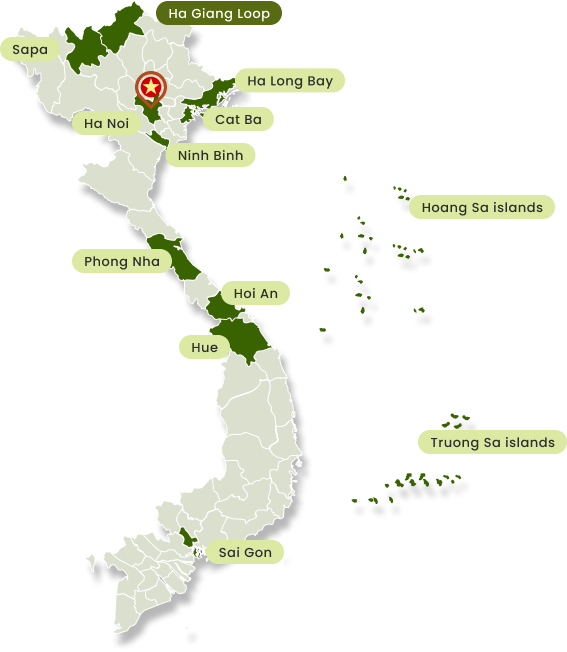 Ha Giang Loop
Sapa
Ha Long Bay
Ha Noi
Cat Ba
Ninh Binh
Hoang Sa islands
Phong Nha
Hoi An
Hue
Truong Sa islands
Sai Gon